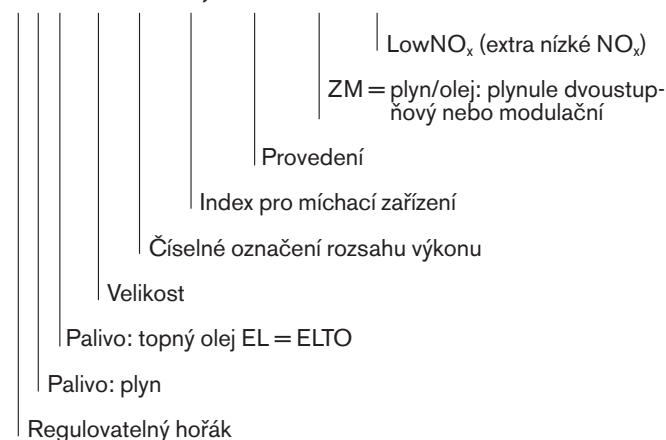 LowNOₓ (extra nízké NOₓ)
ZM = plyn/olej: plynule dvoustup-
ňový nebo modulační
Provedení
Index pro míchací zařízení
Číselné označení rozsahu výkonu
Velikost
Palivo: topný olej EL = ELTO
Palivo: plyn
Regulovatelný hořák